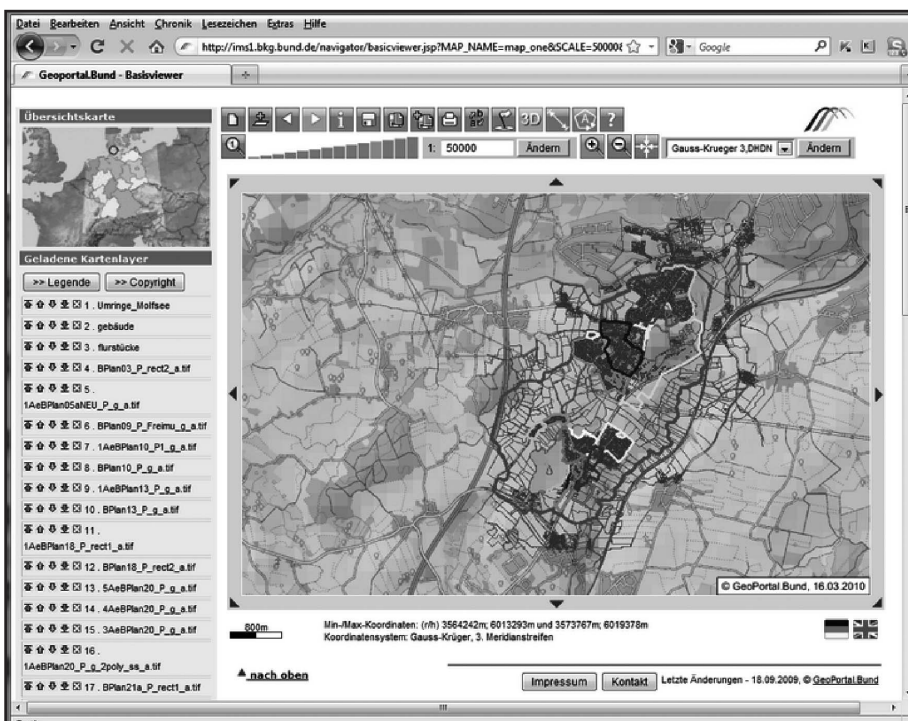 Datei Bearbeiten Ansicht Chronik Lesezeichen Extras Hilfe
http://ims1.bkg.bund.de/navigator/basicviewer.jsp?MAP_NAME=map_one&SCALE=50000&
Google
Geoportal.Bund - Basisviewer
Übersichtskarte
3D
?
1: 50000
Ändern
Gauss-Krueger 3,DHDN
Ändern
Geladene Kartenlayer
>> Legende
>> Copyright
1 . Umringe_Molfsee
2 . gebäude
3 . flurstücke
4 . BPlan03_P_rect2_a.tif
5 .
1AeBPlan05aNEU_P_g_a.tif
6 . BPlan09_P_Freimu_g_a.tif
7 . 1AeBPlan10_P1_g_a.tif
8 . BPlan10_P_g_a.tif
9 . 1AeBPlan13_P_g_a.tif
10 . BPlan13_P_g_a.tif
11 .
1AeBPlan18_P_rect1_a.tif
12 . BPlan18_P_rect2_a.tif
13 . 5AeBPlan20_P_g_a.tif
14 . 4AeBPlan20_P_g_a.tif
15 . 3AeBPlan20_P_g_a.tif
16 .
1AeBPlan20_P_g_2poly_ss_a.tif
17 . BPlan21a_P_rect1_a.tif
© GeoPortal.Bund, 16.03.2010
800m
Min-/Max-Koordinaten: (r/h) 3564242m; 6013293m und 3573767m; 6019378m
Koordinatensystem: Gauss-Krüger, 3. Meridianstreifen
nach oben
Impressum
Kontakt
Letzte Änderungen - 18.09.2009, © GeoPortal.Bund